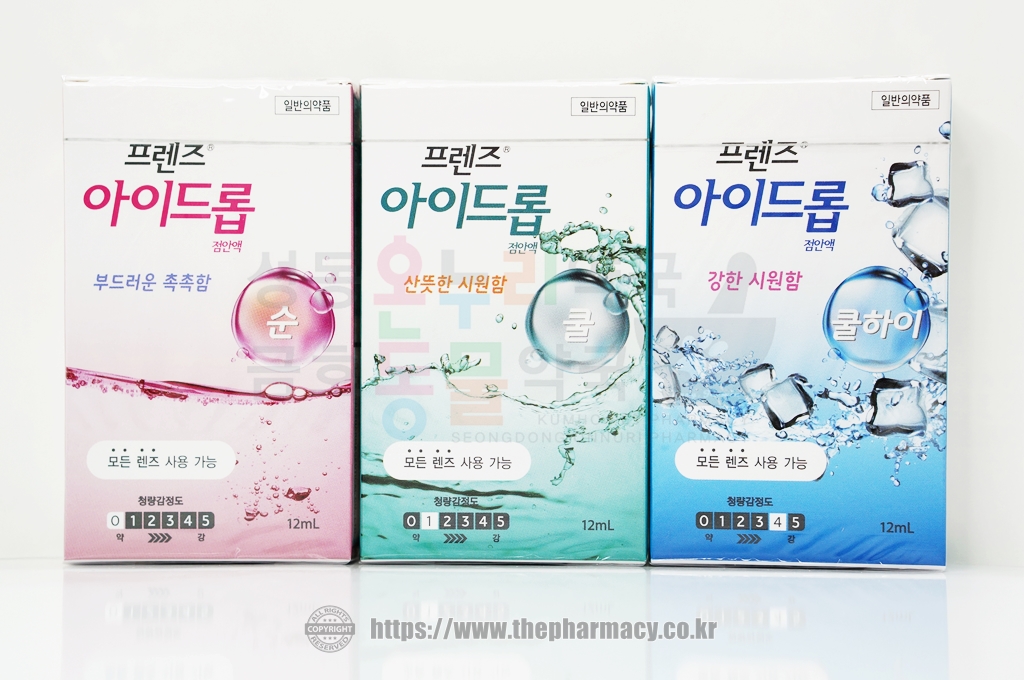 일반의약품
프렌즈®
아이드롭
점안액
부드러운 촉촉함
순
모든 렌즈 사용 가능
청량감정도
0 1 2 3 4 5
약 강
12mL
일반의약품
프렌즈®
아이드롭
점안액
산뜻한 시원함
쿨
모든 렌즈 사용 가능
청량감정도
0 1 2 3 4 5
약 강
12mL
일반의약품
프렌즈®
아이드롭
점안액
강한 시원함
쿨하이
모든 렌즈 사용 가능
청량감정도
0 1 2 3 4 5
약 강
12mL
ALL RIGHTS
COPYRIGHT
RESERVED
https://www.thepharmacy.co.kr